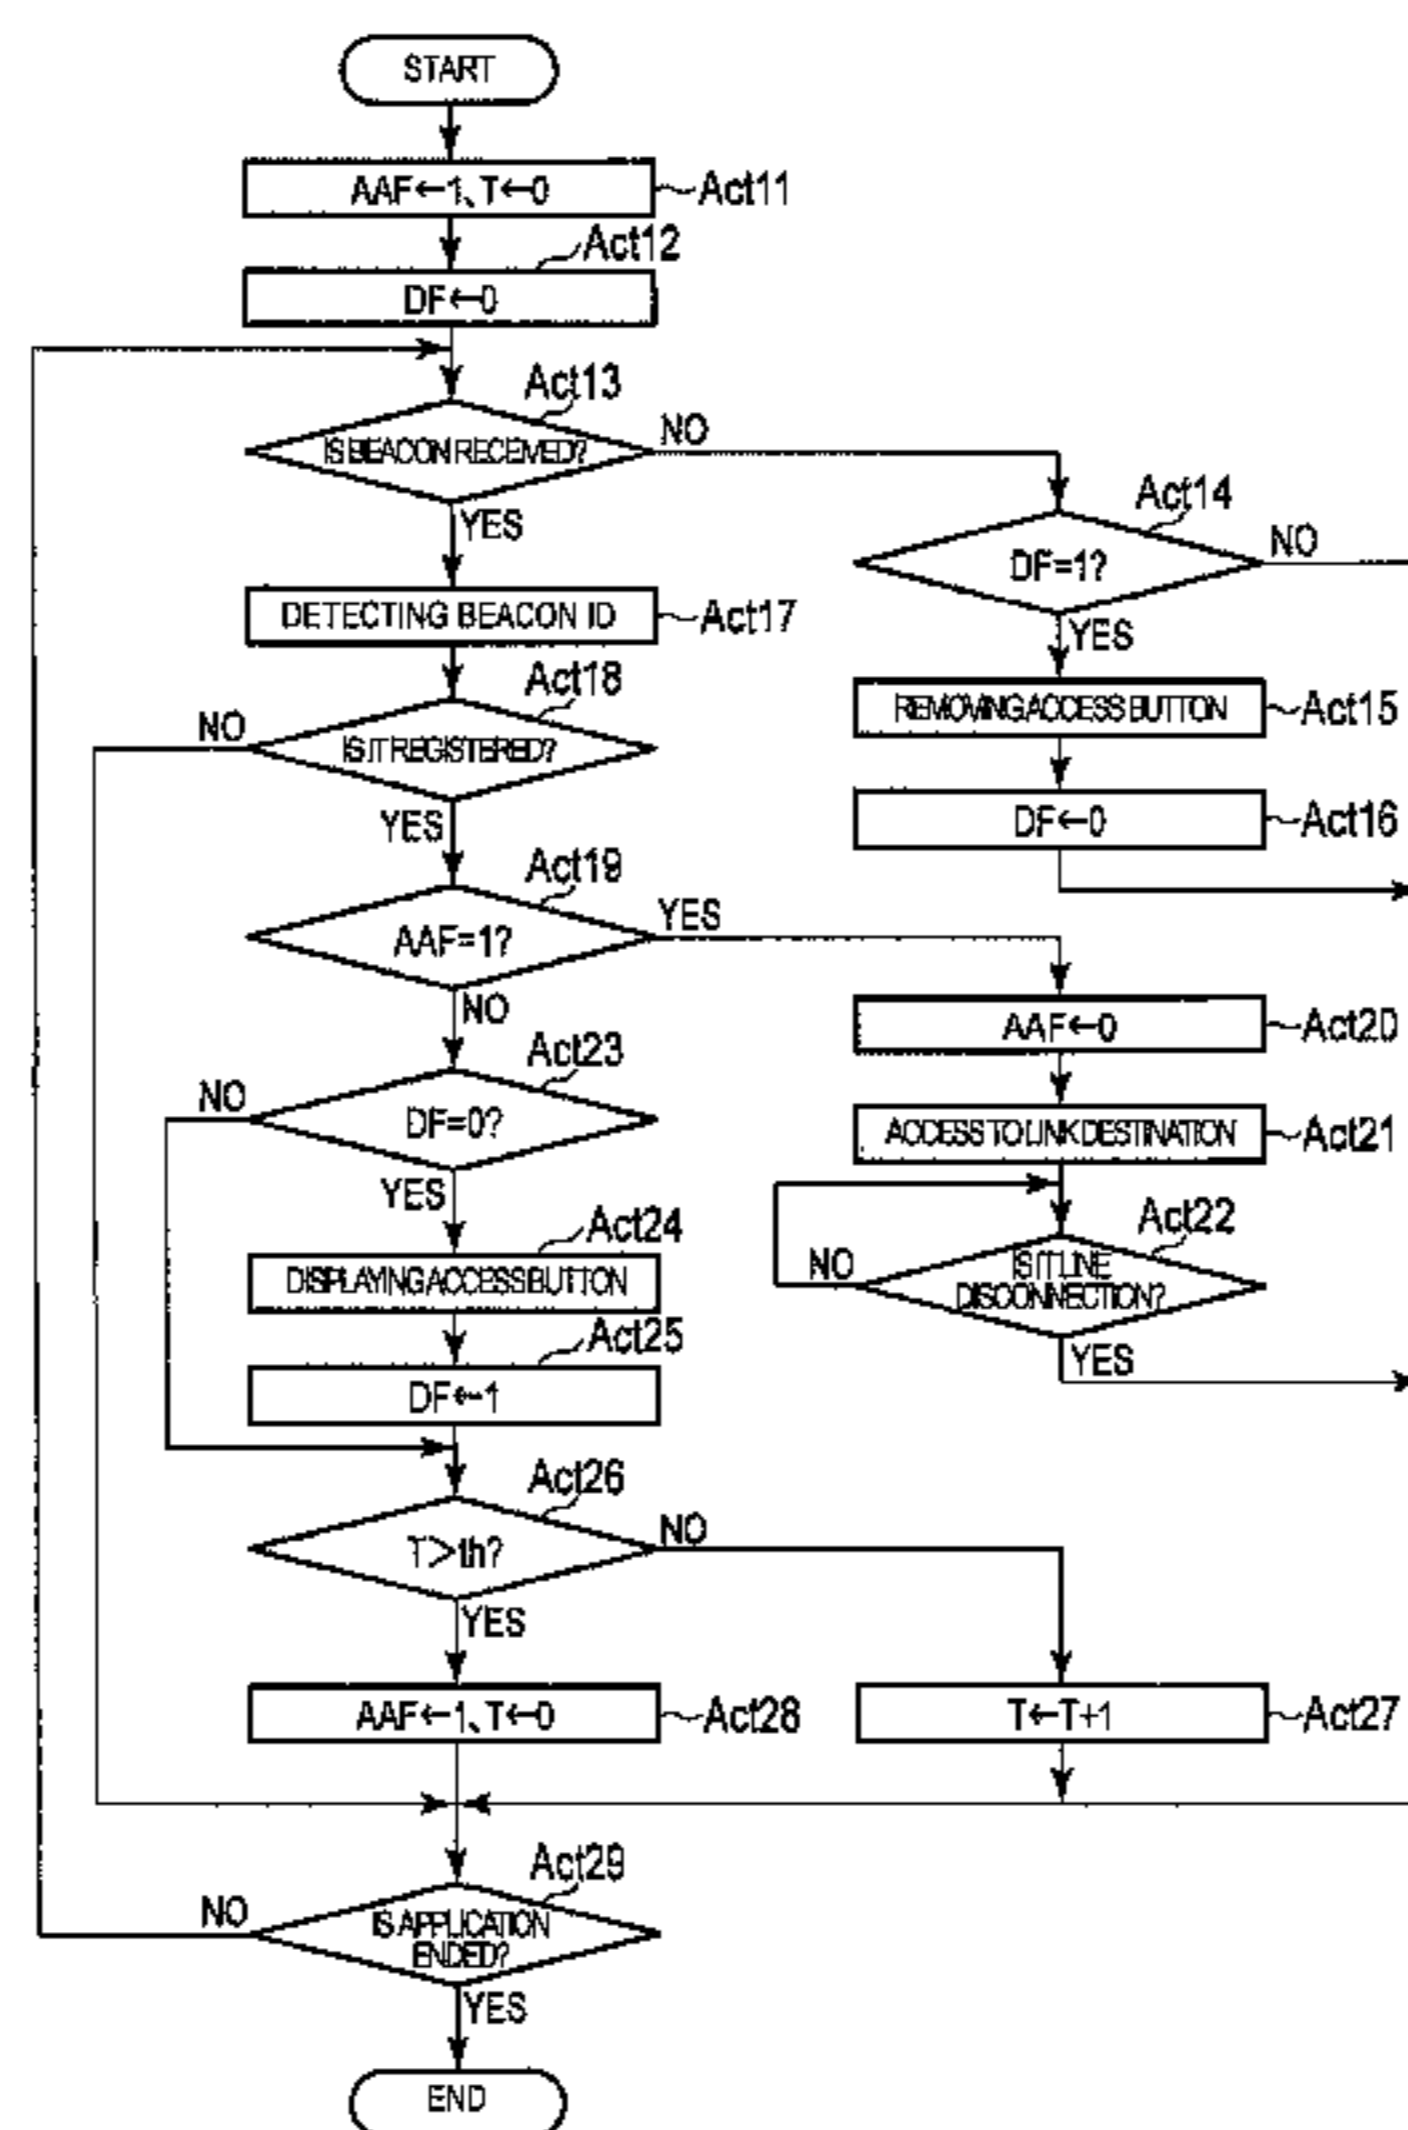 START
AAF←1、T←0
Act11
Act12
DF←0
Act13
IS BEACON RECEIVED?
NO
YES
Act14
DF=1?
NO
YES
DETECTING BEACON ID
Act17
REMOVING ACCESS BUTTON
Act15
Act18
IS IT REGISTERED?
NO
YES
DF←0
Act16
Act19
AAF=1?
YES
NO
AAF←0
Act20
Act23
DF=0?
NO
YES
ACCESS TO LINK DESTINATION
Act21
Act22
IS IT LINE
DISCONNECTION?
NO
YES
Act24
DISPLAYING ACCESS BUTTON
Act25
DF←1
Act26
T>th?
NO
YES
AAF←1、T←0
Act28
T←T+1
Act27
Act29
IS APPLICATION
ENDED?
NO
YES
END